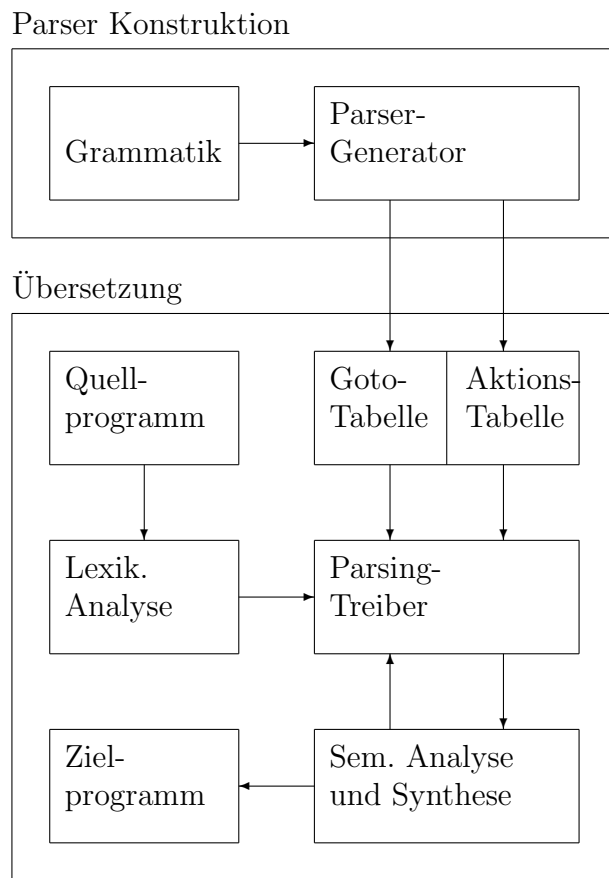 Parser Konstruktion
Grammatik
Parser-
Generator
Übersetzung
Quell-
programm
Goto-
Tabelle
Aktions-
Tabelle
Lexik.
Analyse
Parsing-
Treiber
Ziel-
programm
Sem. Analyse
und Synthese